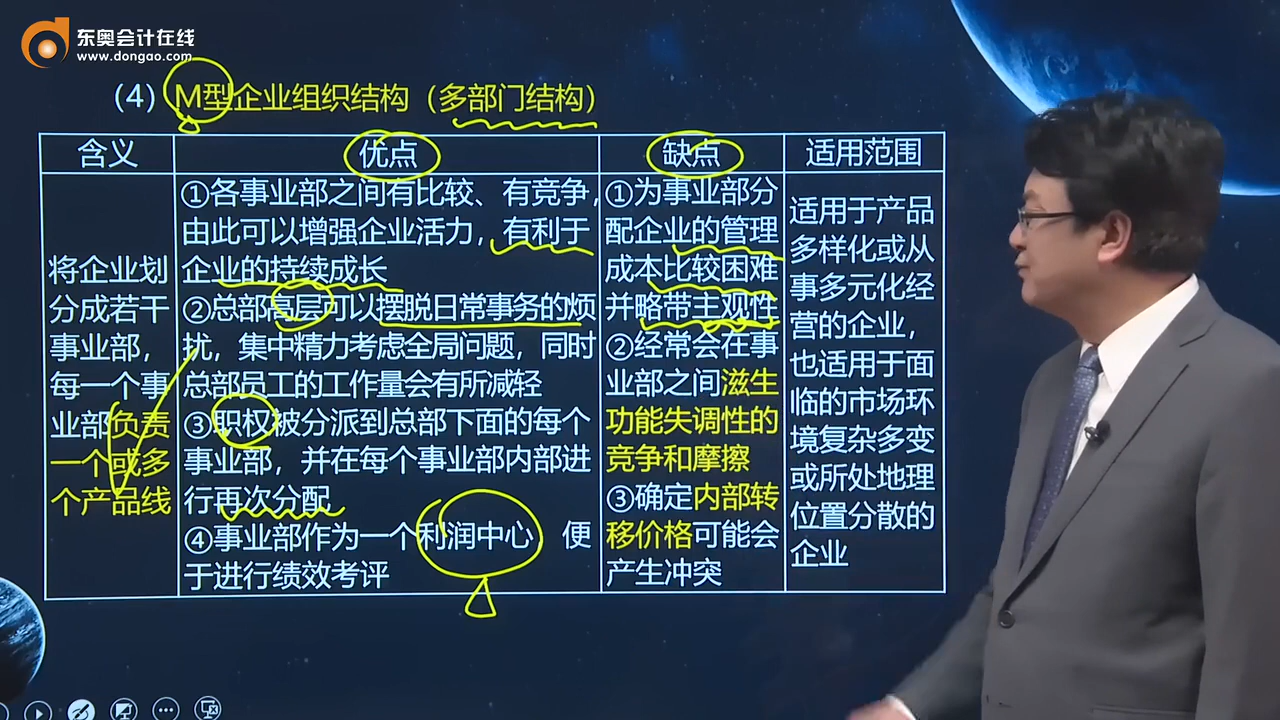 东奥会计在线
www.dongao.com
（4）M型企业组织结构（多部门结构）
含义
优点
缺点
适用范围
将企业划
分成若干
事业部，
每一个事
业部负责
一个或多
个产品线
①各事业部之间有比较、有竞争，
由此可以增强企业活力，有利于
企业的持续成长
②总部高层可以摆脱日常事务的烦
扰，集中精力考虑全局问题，同时
总部员工的工作量会有所减轻
③职权被分派到总部下面的每个
事业部，并在每个事业部内部进
行再次分配
④事业部作为一个利润中心 便
于进行绩效考评
①为事业部分
配企业的管理
成本比较困难
并略带主观性
②经常会在事
业部之间滋生
功能失调性的
竞争和摩擦
③确定内部转
移价格可能会
产生冲突
适用于产品
多样化或从
事多元化经
营的企业，
也适用于面
临的市场环
境复杂多变
或所处地理
位置分散的
企业